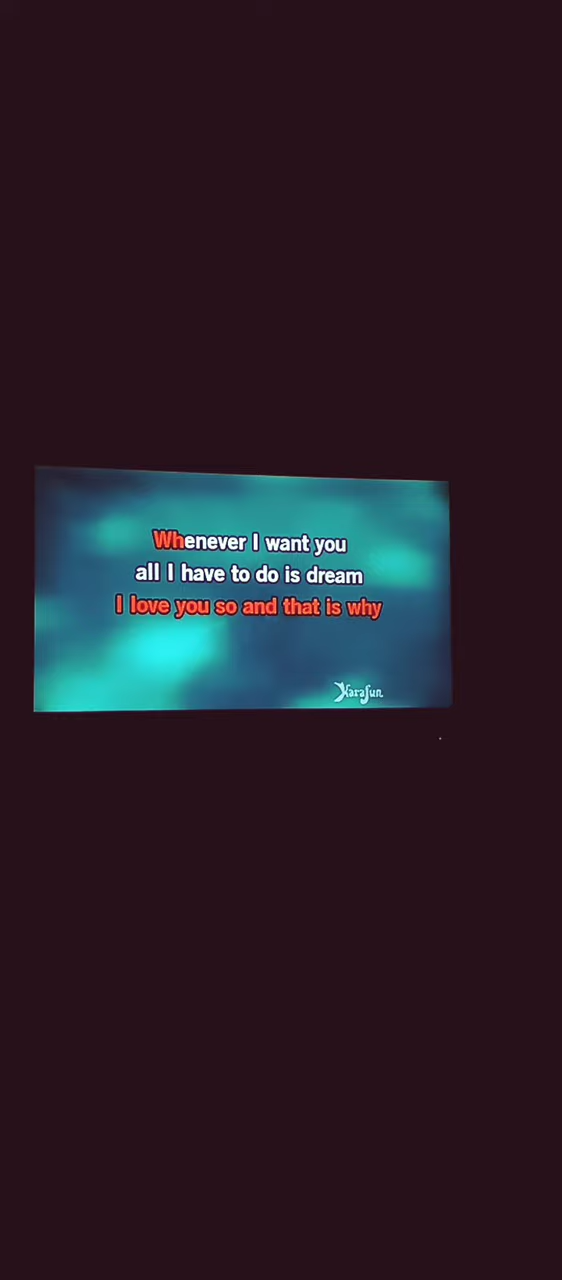 Whenever I want you
all I have to do is dream
I love you so and that is why
KaraFun